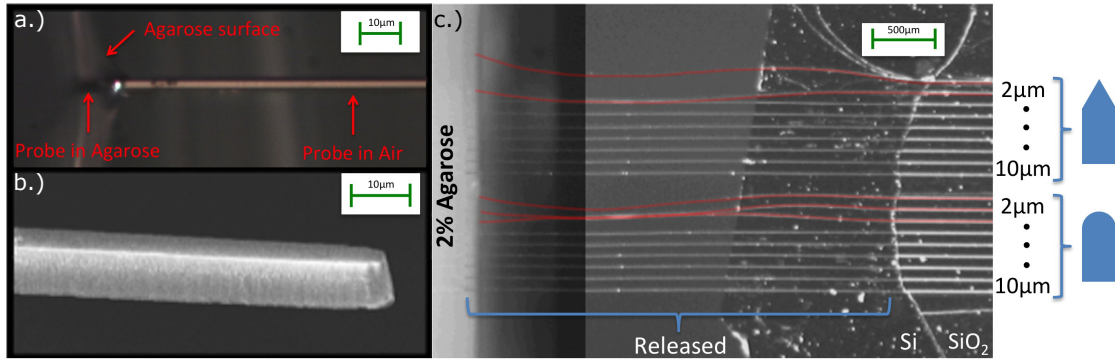 a.)
Agarose surface
10μm
Probe in Agarose
Probe in Air
b.)
10μm
c.)
500μm
2% Agarose
2μm
10μm
2μm
10μm
Released
Si
SiO₂